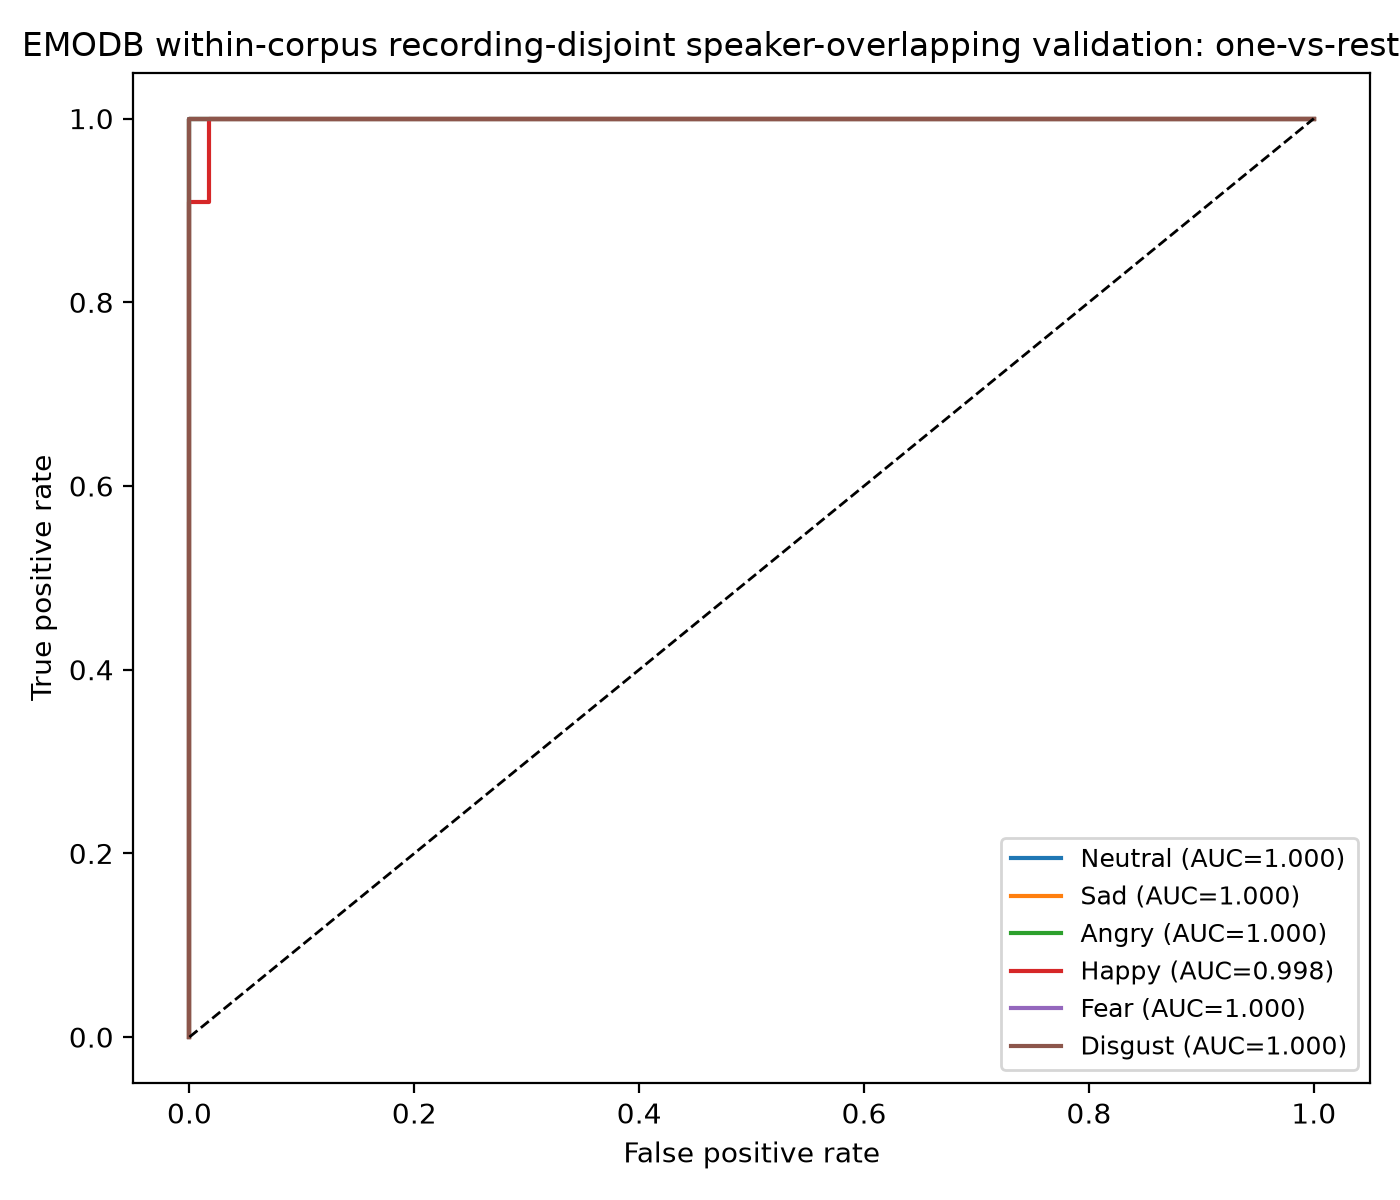 EMODB within-corpus recording-disjoint speaker-overlapping validation: one-vs-rest
1.0
0.8
0.6
0.4
0.2
0.0
True positive rate
Neutral (AUC=1.000)
Sad (AUC=1.000)
Angry (AUC=1.000)
Happy (AUC=0.998)
Fear (AUC=1.000)
Disgust (AUC=1.000)
0.0 0.2 0.4 0.6 0.8 1.0
False positive rate